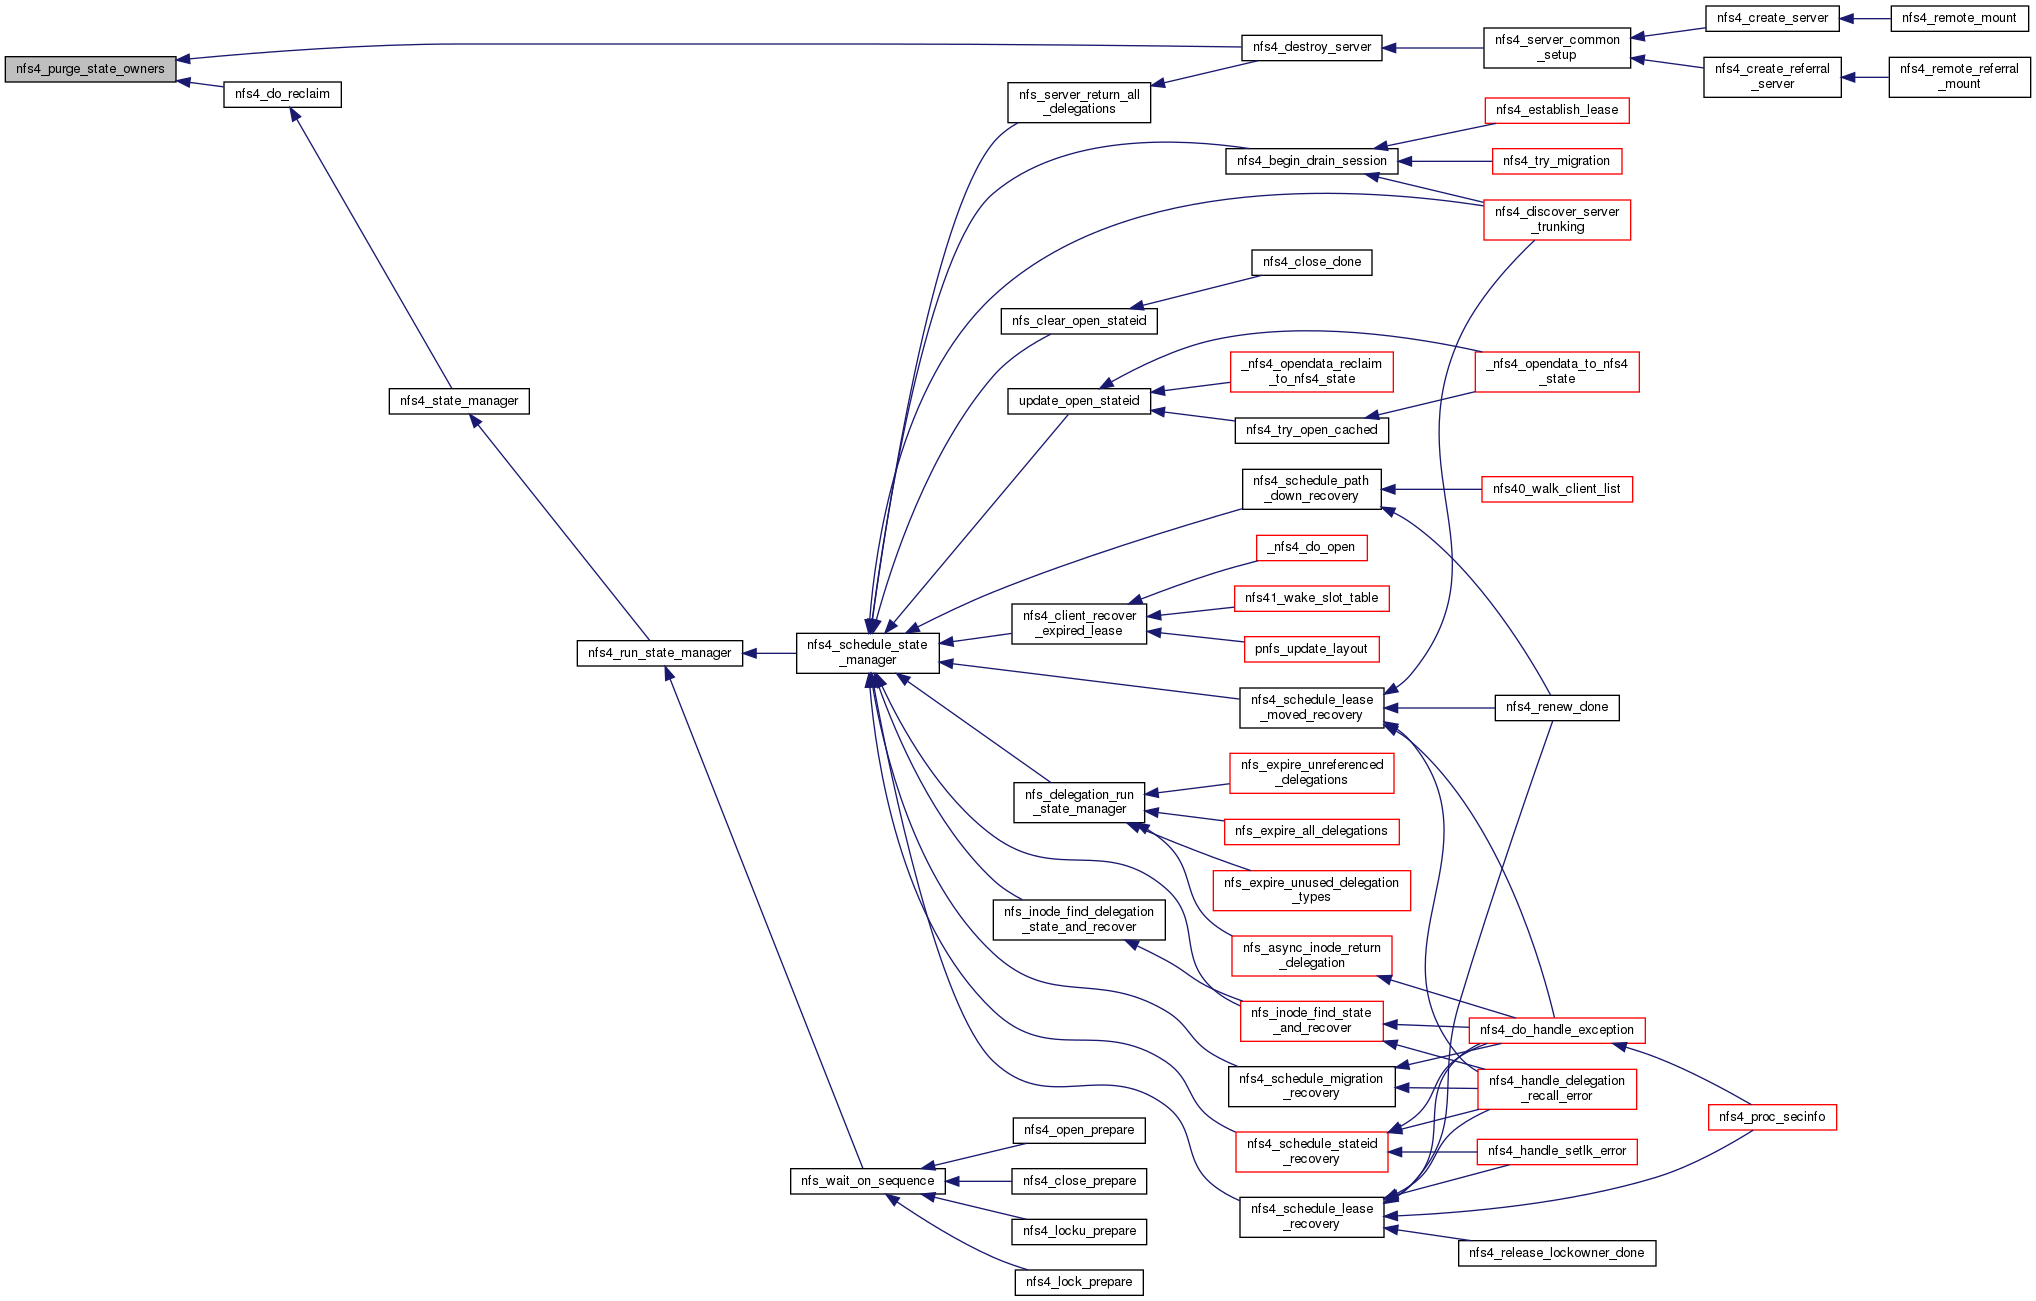 nfs4_purge_state_owners
nfs4_do_reclaim
nfs4_state_manager
nfs4_run_state_manager
nfs4_schedule_state
_manager
nfs_wait_on_sequence
nfs_server_return_all
_delegations
nfs_clear_open_stateid
update_open_stateid
nfs4_client_recover
_expired_lease
nfs_delegation_run
_state_manager
nfs_inode_find_delegation
_state_and_recover
nfs4_open_prepare
nfs4_close_prepare
nfs4_locku_prepare
nfs4_lock_prepare
nfs4_destroy_server
nfs4_begin_drain_session
nfs4_close_done
_nfs4_opendata_reclaim
_to_nfs4_state
nfs4_try_open_cached
nfs4_schedule_path
_down_recovery
_nfs4_do_open
nfs41_wake_slot_table
pnfs_update_layout
nfs4_schedule_lease
_moved_recovery
nfs_expire_unreferenced
_delegations
nfs_expire_all_delegations
nfs_expire_unused_delegation
_types
nfs_async_inode_return
_delegation
nfs_inode_find_state
_and_recover
nfs4_schedule_migration
_recovery
nfs4_schedule_stateid
_recovery
nfs4_schedule_lease
_recovery
nfs4_server_common
_setup
nfs4_establish_lease
nfs4_try_migration
nfs4_discover_server
_trunking
_nfs4_opendata_to_nfs4
_state
nfs40_walk_client_list
nfs4_renew_done
nfs4_do_handle_exception
nfs4_handle_delegation
_recall_error
nfs4_handle_setlk_error
nfs4_release_lockowner_done
nfs4_create_server
nfs4_create_referral
_server
nfs4_proc_secinfo
nfs4_remote_mount
nfs4_remote_referral
_mount